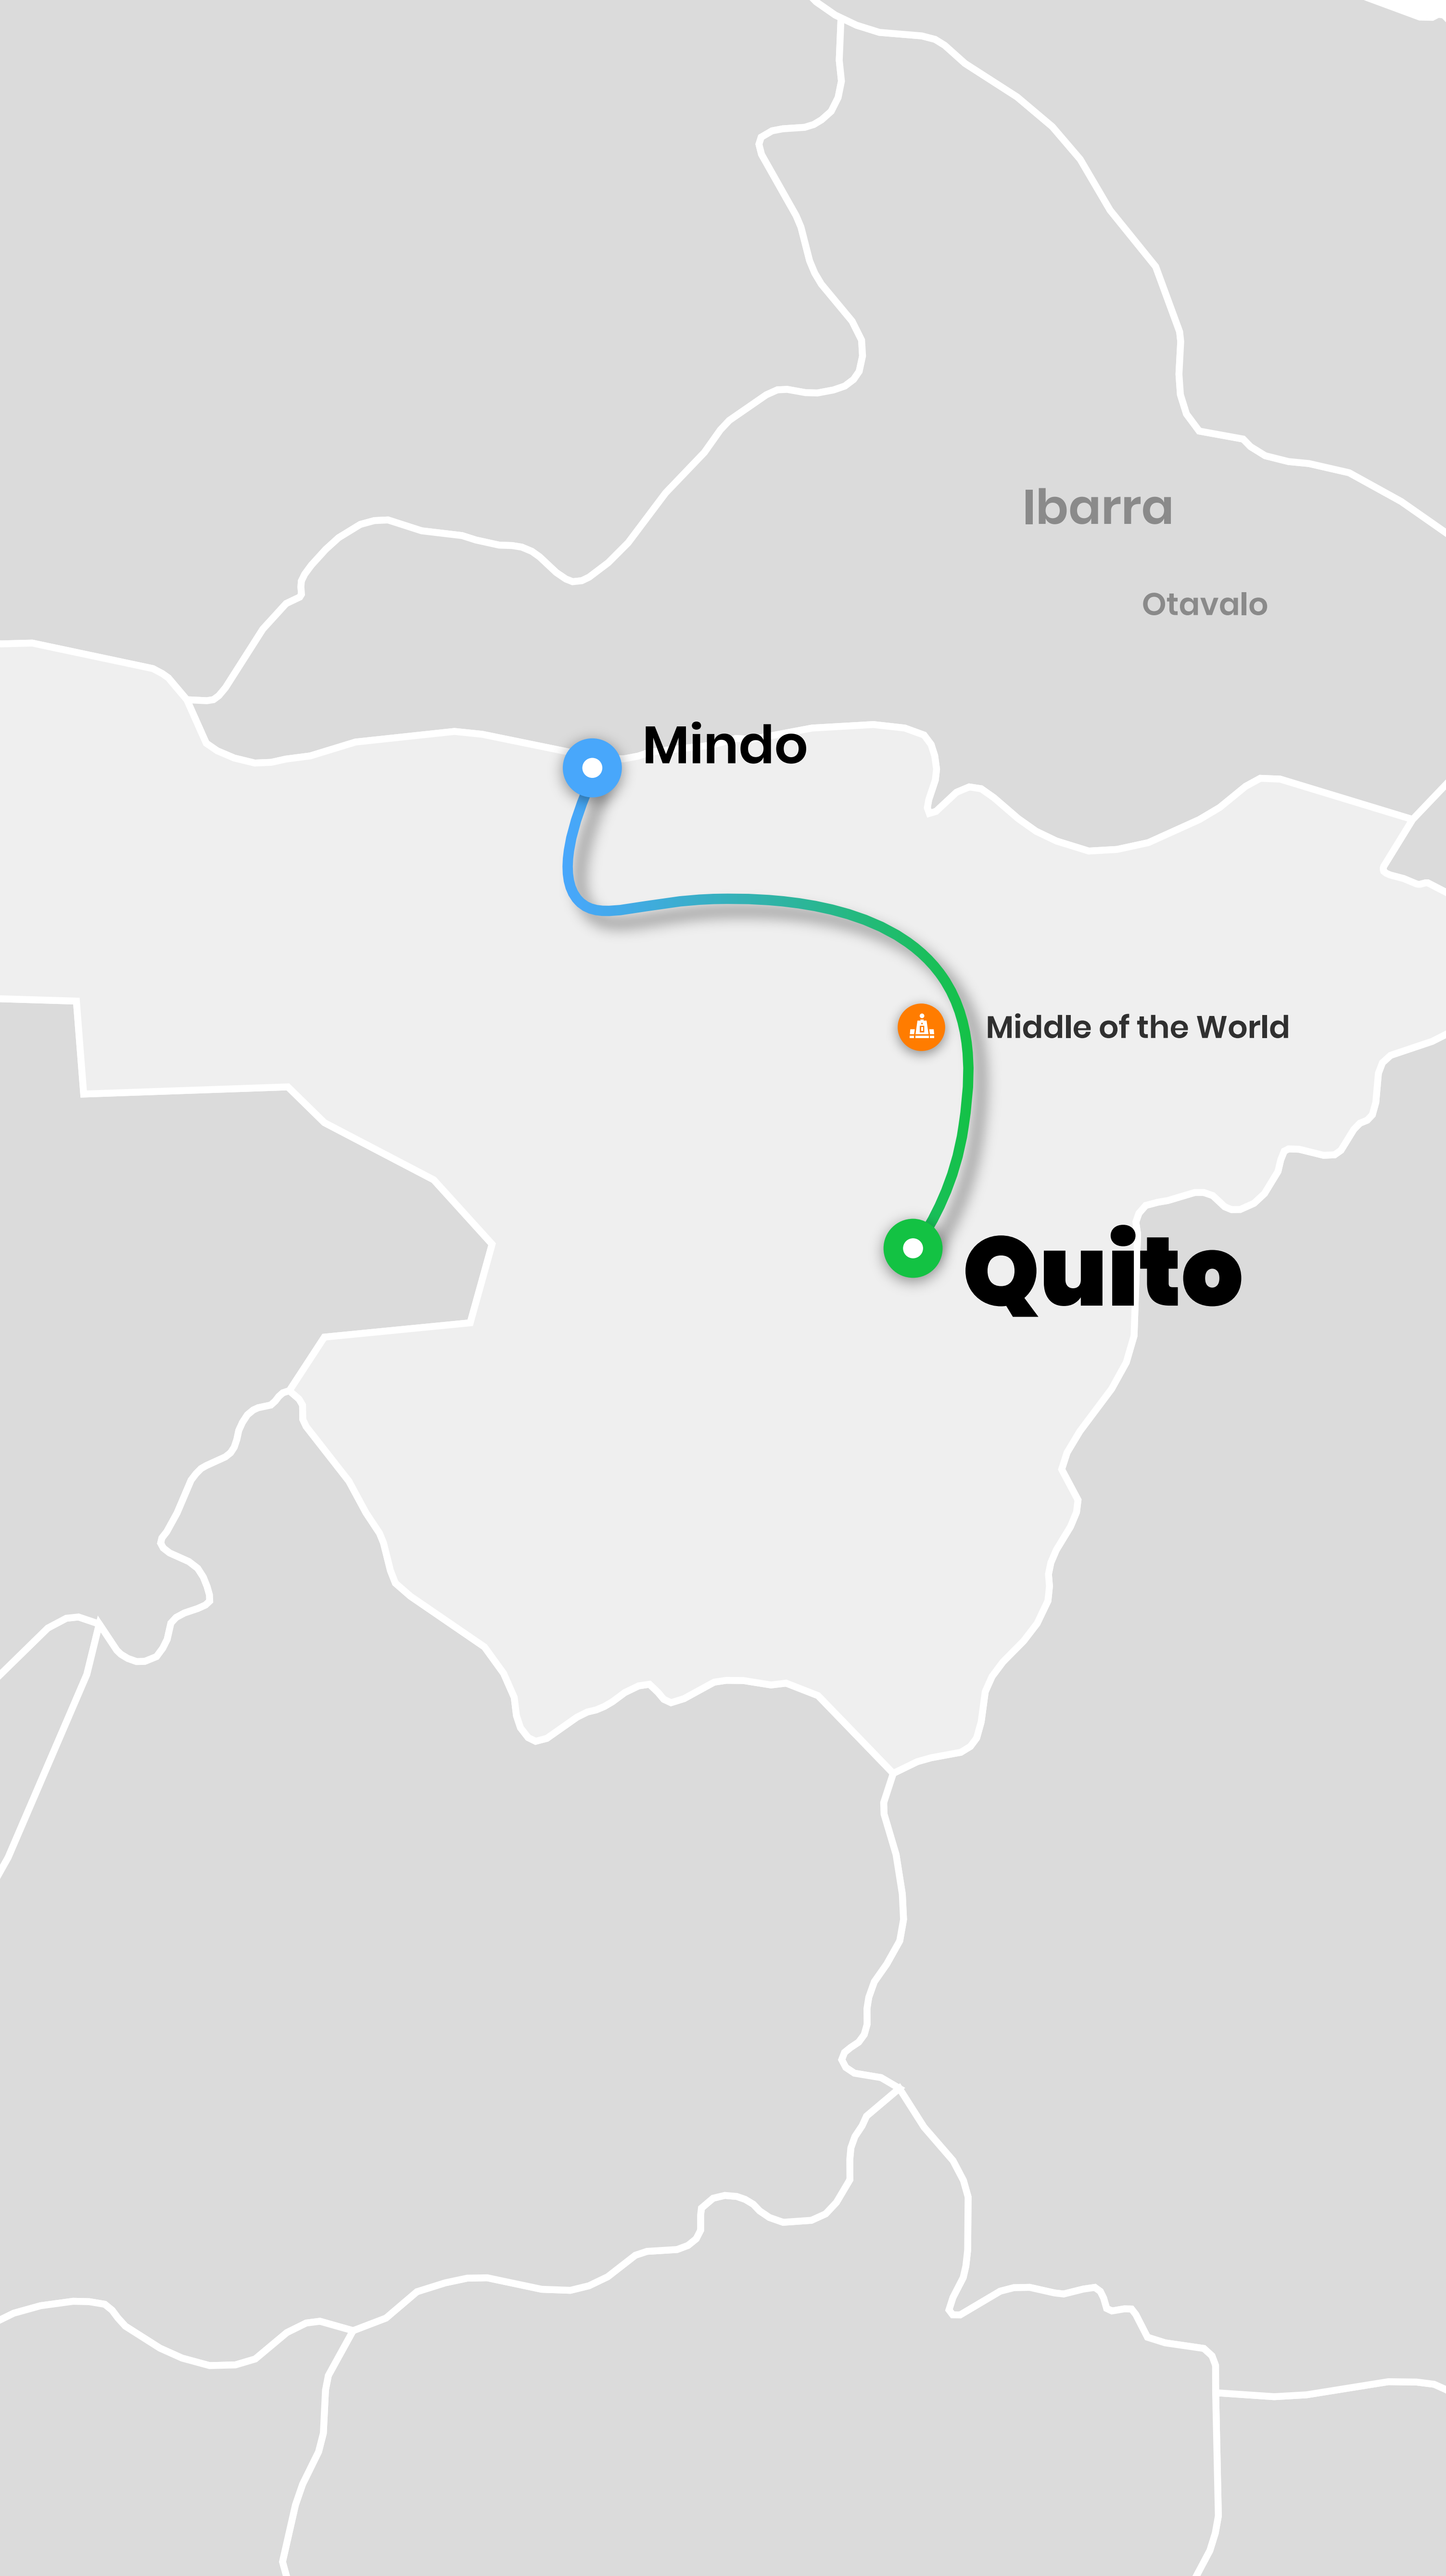 Ibarra
Otavalo
Mindo
Middle of the World
Quito